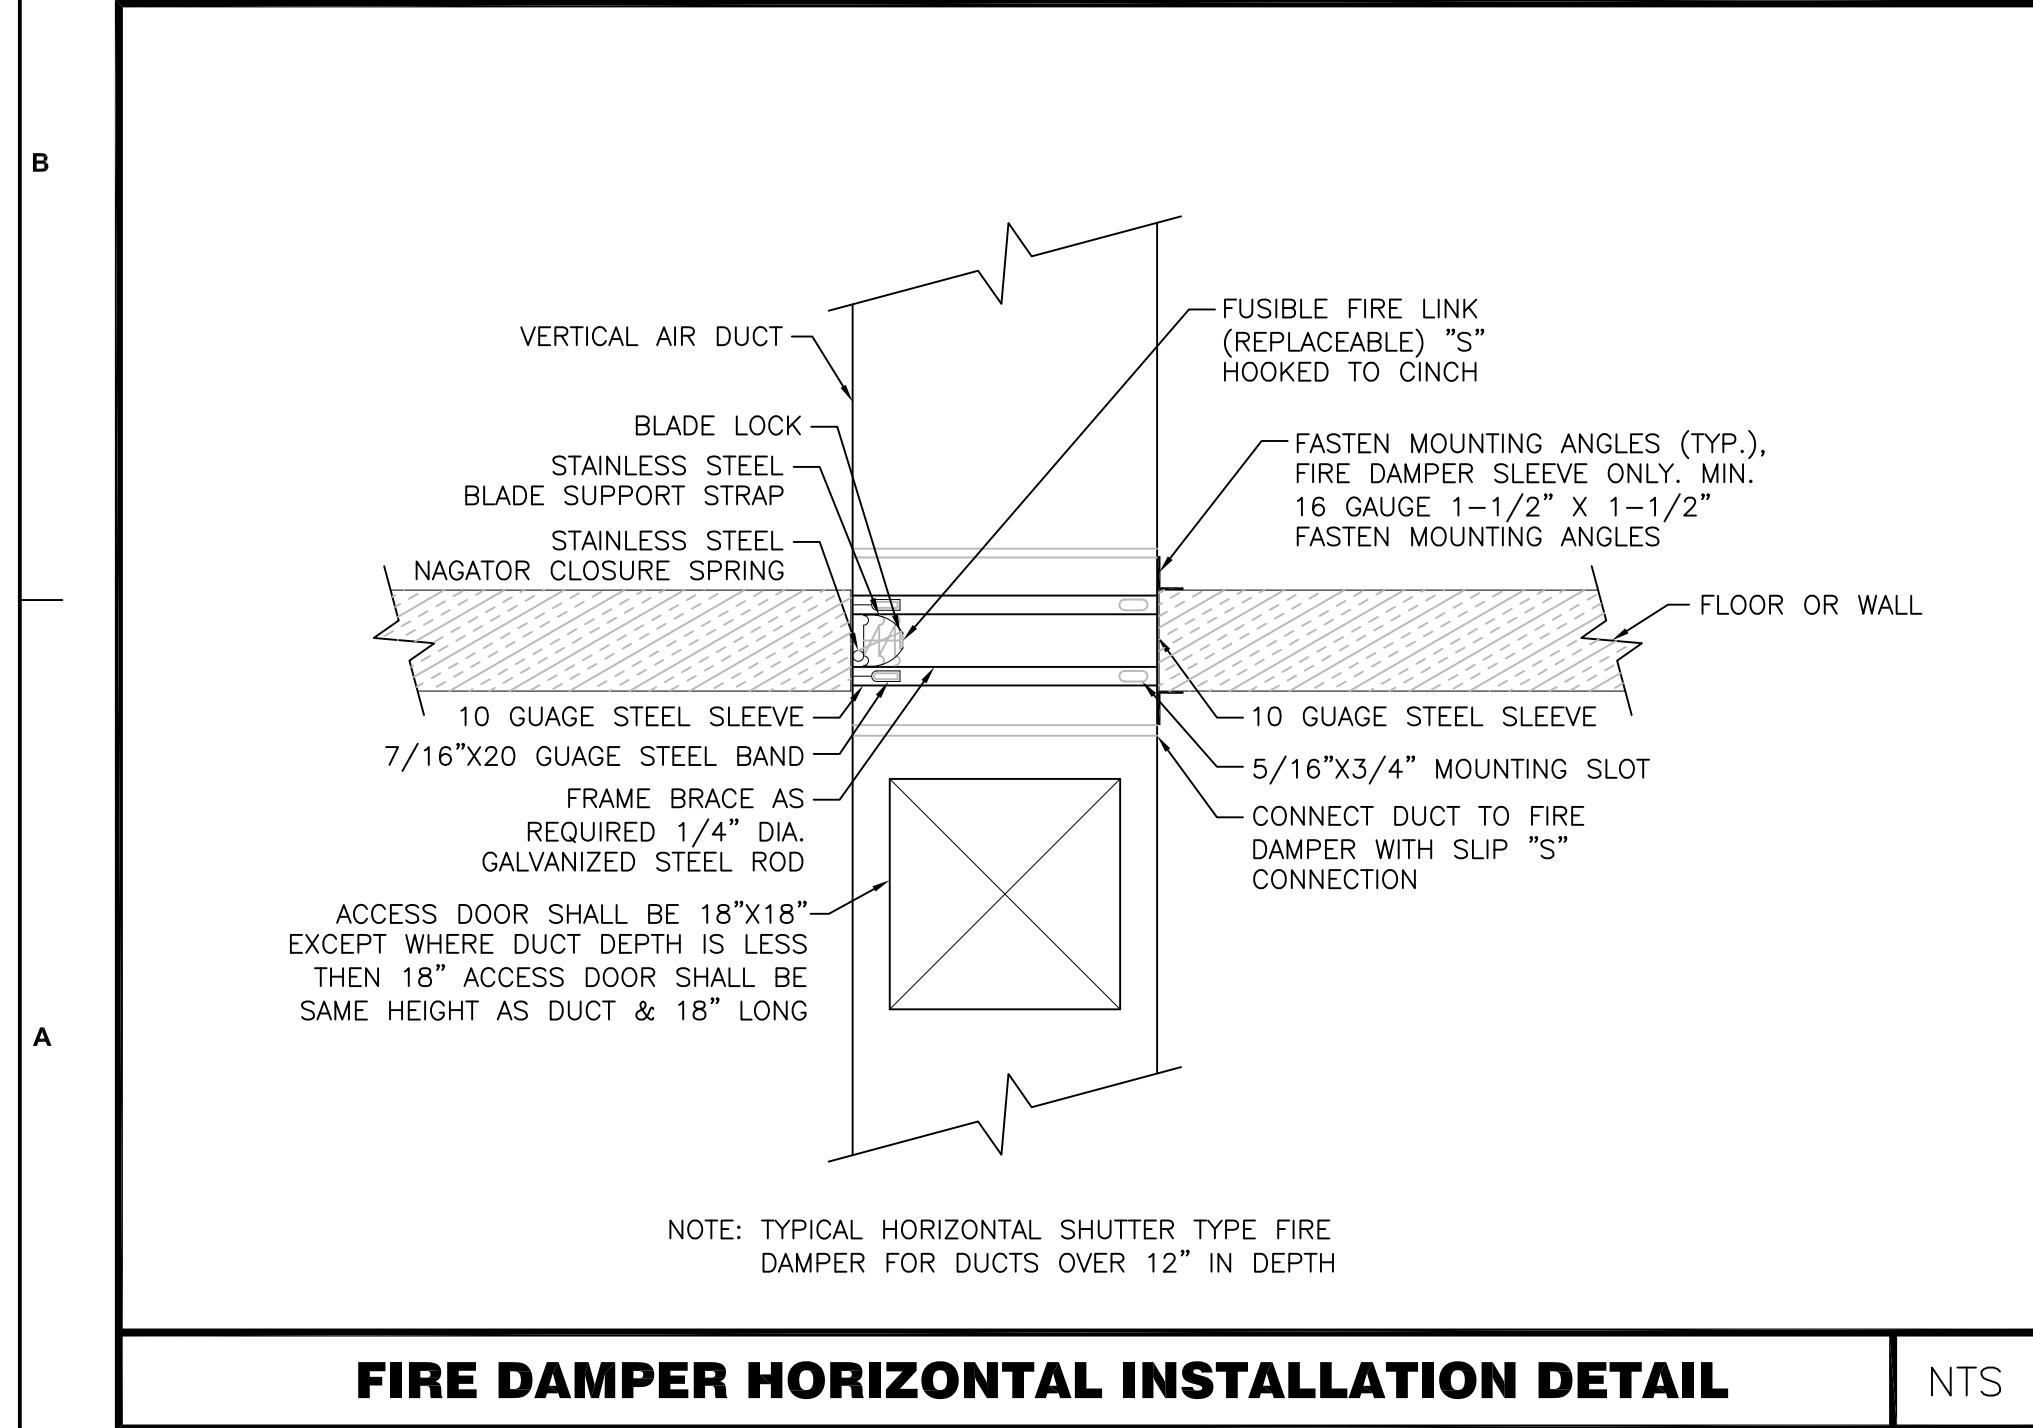 B
VERTICAL AIR DUCT
BLADE LOCK
STAINLESS STEEL
BLADE SUPPORT STRAP
STAINLESS STEEL
NAGATOR CLOSURE SPRING
FUSIBLE FIRE LINK
(REPLACEABLE) "S"
HOOKED TO CINCH
FASTEN MOUNTING ANGLES (TYP.),
FIRE DAMPER SLEEVE ONLY. MIN.
16 GAUGE 1-1/2" X 1-1/2"
FASTEN MOUNTING ANGLES
FLOOR OR WALL
10 GUAGE STEEL SLEEVE
7/16"X20 GUAGE STEEL BAND
FRAME BRACE AS
REQUIRED 1/4" DIA.
GALVANIZED STEEL ROD
ACCESS DOOR SHALL BE 18"X18"
EXCEPT WHERE DUCT DEPTH IS LESS
THEN 18" ACCESS DOOR SHALL BE
SAME HEIGHT AS DUCT & 18" LONG
10 GUAGE STEEL SLEEVE
5/16"X3/4" MOUNTING SLOT
CONNECT DUCT TO FIRE
DAMPER WITH SLIP "S"
CONNECTION
A
NOTE: TYPICAL HORIZONTAL SHUTTER TYPE FIRE
DAMPER FOR DUCTS OVER 12" IN DEPTH
FIRE DAMPER HORIZONTAL INSTALLATION DETAIL
NTS